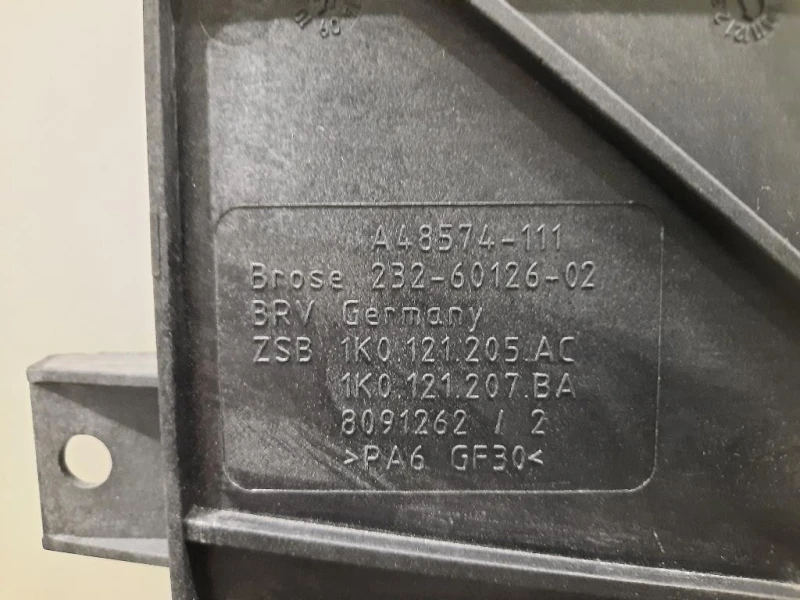 A48574-111
Brose 232-60126-02
BRV Germany
ZSB 1K0.121.205.AC
1K0.121.207.BA
8091262 / 2
>PA6 GF30<